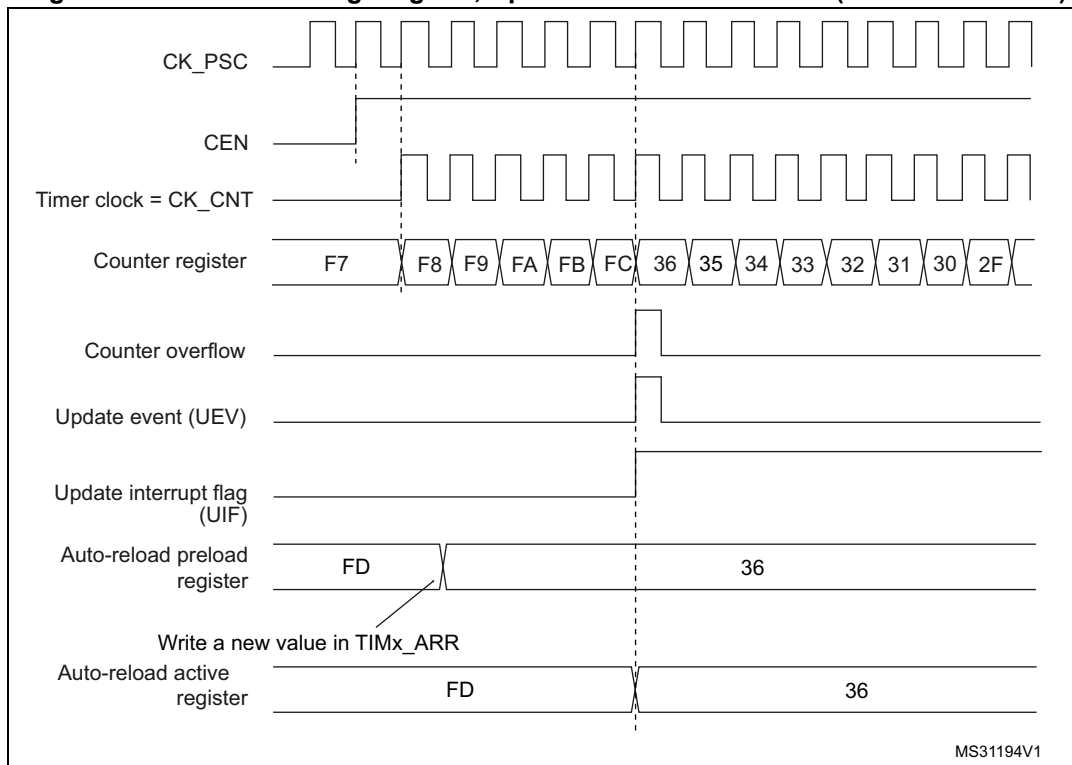 CK_PSC
CEN
Timer clock = CK_CNT
Counter register
F7 F8 F9 FA FB FC 36 35 34 33 32 31 30 2F
Counter overflow
Update event (UEV)
Update interrupt flag
(UIF)
Auto-reload preload
register
FD 36
Write a new value in TIMx_ARR
Auto-reload active
register
FD 36
MS31194V1